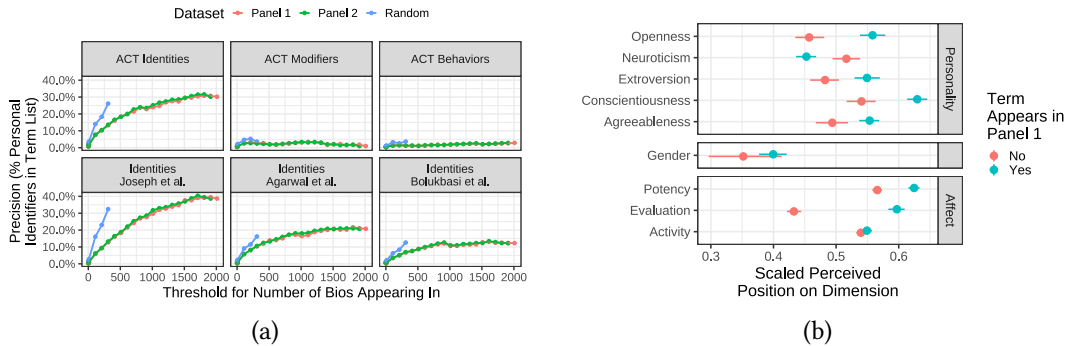 Dataset Panel 1 Panel 2 Random
ACT Identities ACT Modifiers ACT Behaviors
40.0%
30.0%
20.0%
10.0%
0.0%
Identities Joseph et al.
Identities Agarwal et al.
Identities Bolukbasi et al.
40.0%
30.0%
20.0%
10.0%
0.0%
0 500 1000 1500 2000 0 500 1000 1500 2000 0 500 1000 1500 2000
Precision (% Personal
Identifiers in Term List)
Threshold for Number of Bios Appearing In
(a)
Openness
Neuroticism
Extroversion
Conscientiousness
Agreeableness
Personality
Gender
Potency
Evaluation
Activity
Affect
0.3 0.4 0.5 0.6
Scaled Perceived
Position on Dimension
Term
Appears in
Panel 1
No
Yes
(b)